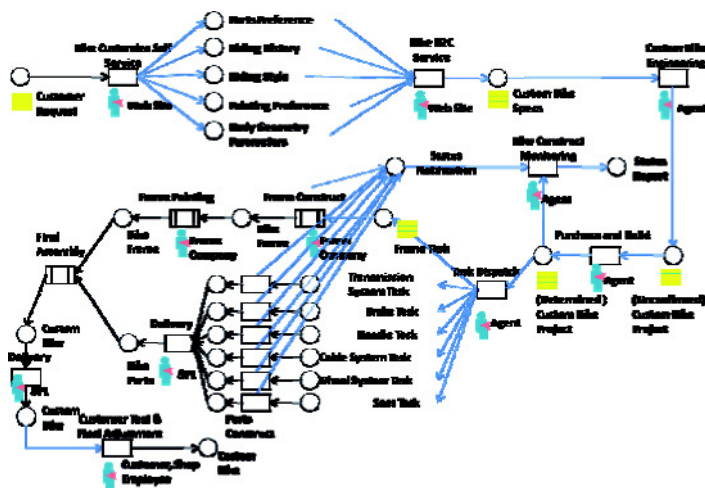 Parts Preference
Bike Customize Self
Service
Riding History
Bike B2C
Service
Custom Bike
Engineering
Customer
Request
Web Site
Riding Style
Web Site
Custom Bike
Specs
Agent
Painting Preference
Body Geometry
Parameters
Status
Notification
Bike Construct
Monitoring
Status
Report
Frame Painting
Frame Construct
Agent
Final
Assembly
Bike
Frame
Frame
Company
Bike
Frame
Frame
Company
Frame Task
Purchase and Build
Transmission
System Task
Task Dispatch
Agent
(Determined)
Custom Bike
Project
(Unconfirmed)
Custom Bike
Project
Custom
Bike
Delivery
Brake Task
Handle Task
Agent
Delivery
Bike
Parts
3PL
Cable System Task
3PL
Wheel System Task
Custom
Bike
Customer Test &
Final Adjustment
Parts
Construct
Seat Task
Customer, Shop
Employee
Custom
Bike